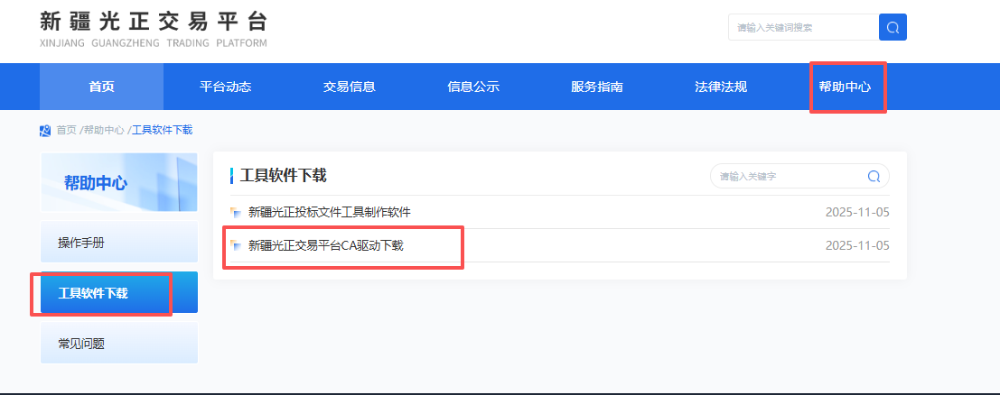 新疆光正交易平台
XINJIANG GUANGZHENG TRADING PLATFORM
请输入关键词搜索
首页 平台动态 交易信息 信息公示 服务指南 法律法规 帮助中心
首页 /帮助中心 /工具软件下载
帮助中心
操作手册
工具软件下载
常见问题
工具软件下载
请输入关键字
新疆光正投标文件工具制作软件 2025-11-05
新疆光正交易平台CA驱动下载 2025-11-05